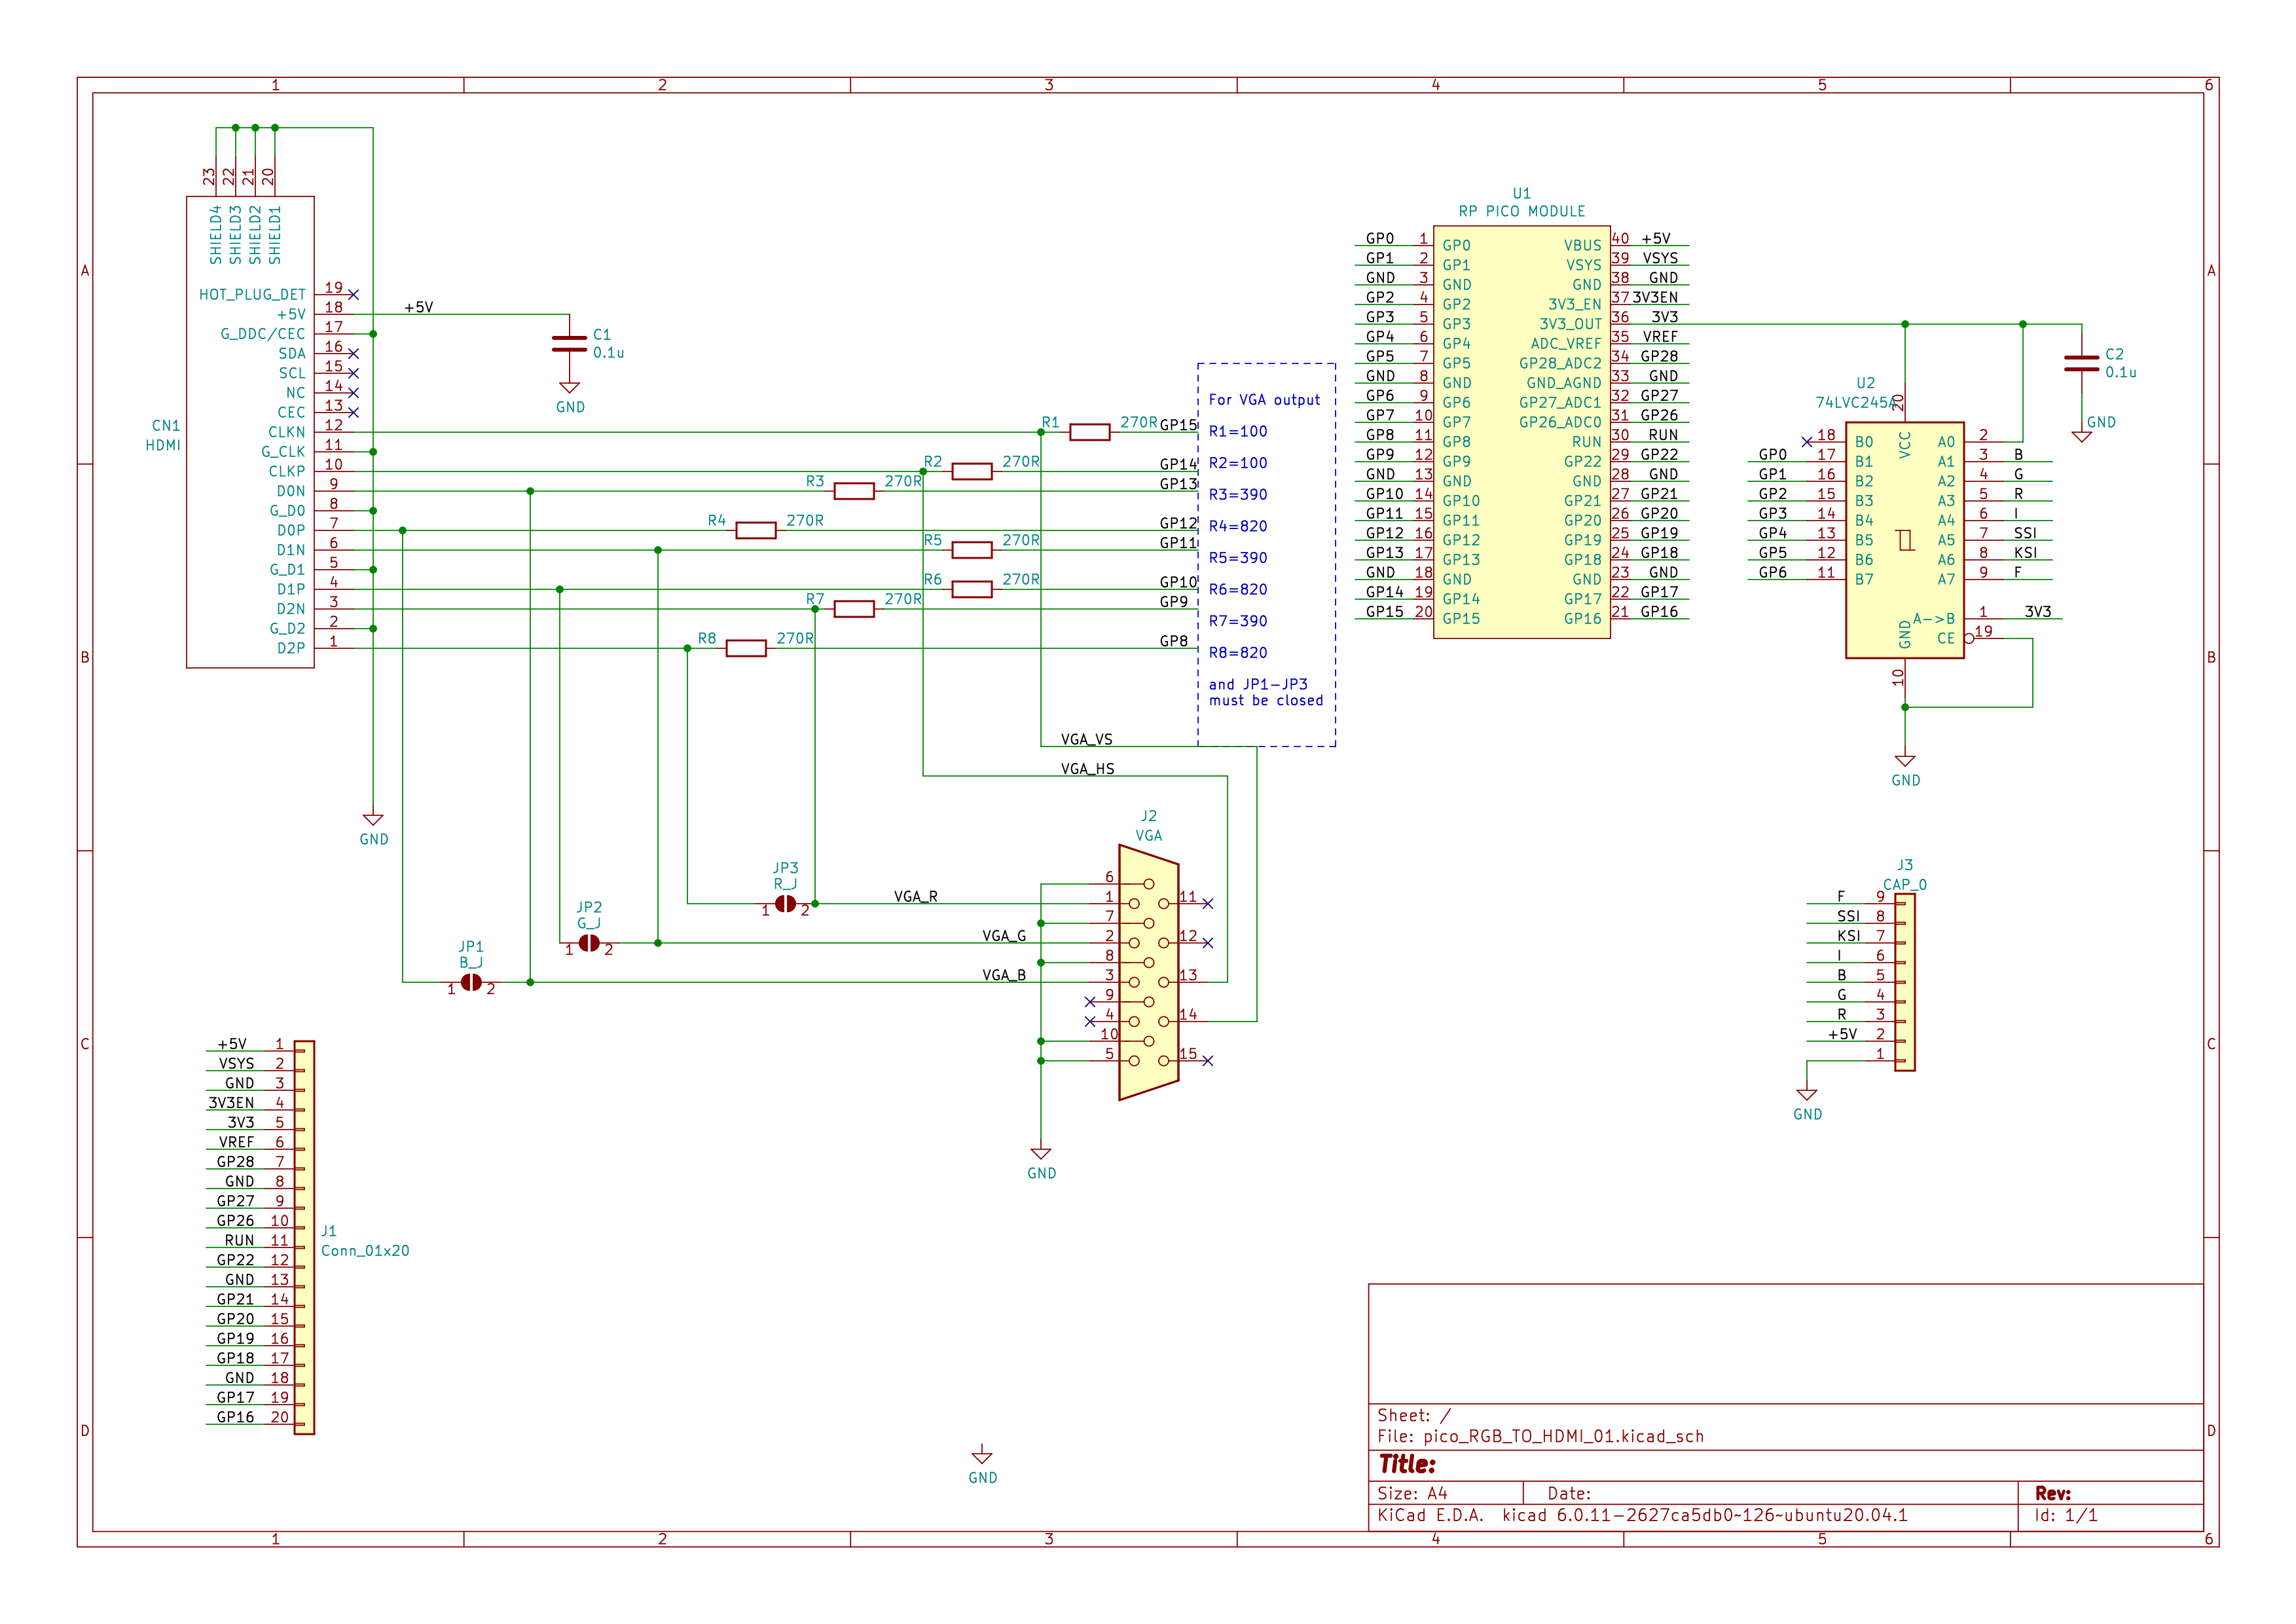 1 2 3 4 5 6
A
B
C
D
A
B
C
D
1 2 3 4 5 6
23 22 21 20
SHIELD4 SHIELD3 SHIELD2 SHIELD1
CN1
HDMI
HOT_PLUG_DET 19
+5V 18 +5V
G_DDC/CEC 17
SDA 16
SCL 15
NC 14
CEC 13
CLKN 12
G_CLK 11
CLKP 10
D0N 9
G_D0 8
D0P 7
D1N 6
G_D1 5
D1P 4
D2N 3
G_D2 2
D2P 1
GND
C1
0.1u
GND
R1 270R GP15
R2 270R GP14
R3 270R GP13
R4 270R GP12
R5 270R GP11
R6 270R GP10
R7 270R GP9
R8 270R GP8
For VGA output
R1=100
R2=100
R3=390
R4=820
R5=390
R6=820
R7=390
R8=820
and JP1-JP3
must be closed
VGA_VS
VGA_HS
U1
RP PICO MODULE
GP0 1 GP0 VBUS 40 +5V
GP1 2 GP1 VSYS 39 VSYS
GND 3 GND GND 38 GND
GP2 4 GP2 3V3_EN 37 3V3EN
GP3 5 GP3 3V3_OUT 36 3V3
GP4 6 GP4 ADC_VREF 35 VREF
GP5 7 GP5 GP28_ADC2 34 GP28
GND 8 GND GND_AGND 33 GND
GP6 9 GP6 GP27_ADC1 32 GP27
GP7 10 GP7 GP26_ADC0 31 GP26
GP8 11 GP8 RUN 30 RUN
GP9 12 GP9 GP22 29 GP22
GND 13 GND GND 28 GND
GP10 14 GP10 GP21 27 GP21
GP11 15 GP11 GP20 26 GP20
GP12 16 GP12 GP19 25 GP19
GP13 17 GP13 GP18 24 GP18
GND 18 GND GND 23 GND
GP14 19 GP14 GP17 22 GP17
GP15 20 GP15 GP16 21 GP16
C2
0.1u
GND
U2
74LVC245A
20
VCC
18 B0 A0 2
GP0 17 B1 A1 3 B
GP1 16 B2 A2 4 G
GP2 15 B3 A3 5 R
GP3 14 B4 A4 6 I
GP4 13 B5 A5 7 SSI
GP5 12 B6 A6 8 KSI
GP6 11 B7 A7 9 F
A->B 1 3V3
CE 19
GND
10
GND
JP3
R_J
1 2
VGA_R
JP2
G_J
1 2
VGA_G
JP1
B_J
1 2
VGA_B
J2
VGA
6
1 11
7
2 12
8
3 13
9
4 14
10
5 15
GND
J3
CAP_0
F 9
SSI 8
KSI 7
I 6
B 5
G 4
R 3
+5V 2
1
GND
+5V 1
VSYS 2
GND 3
3V3EN 4
3V3 5
VREF 6
GP28 7
GND 8
GP27 9
GP26 10
RUN 11
GP22 12
GND 13
GP21 14
GP20 15
GP19 16
GP18 17
GND 18
GP17 19
GP16 20
J1
Conn_01x20
GND
Sheet: /
File: pico_RGB_TO_HDMI_01.kicad_sch
Title:
Size: A4 Date: Rev:
KiCad E.D.A. kicad 6.0.11-2627ca5db0~126~ubuntu20.04.1 Id: 1/1